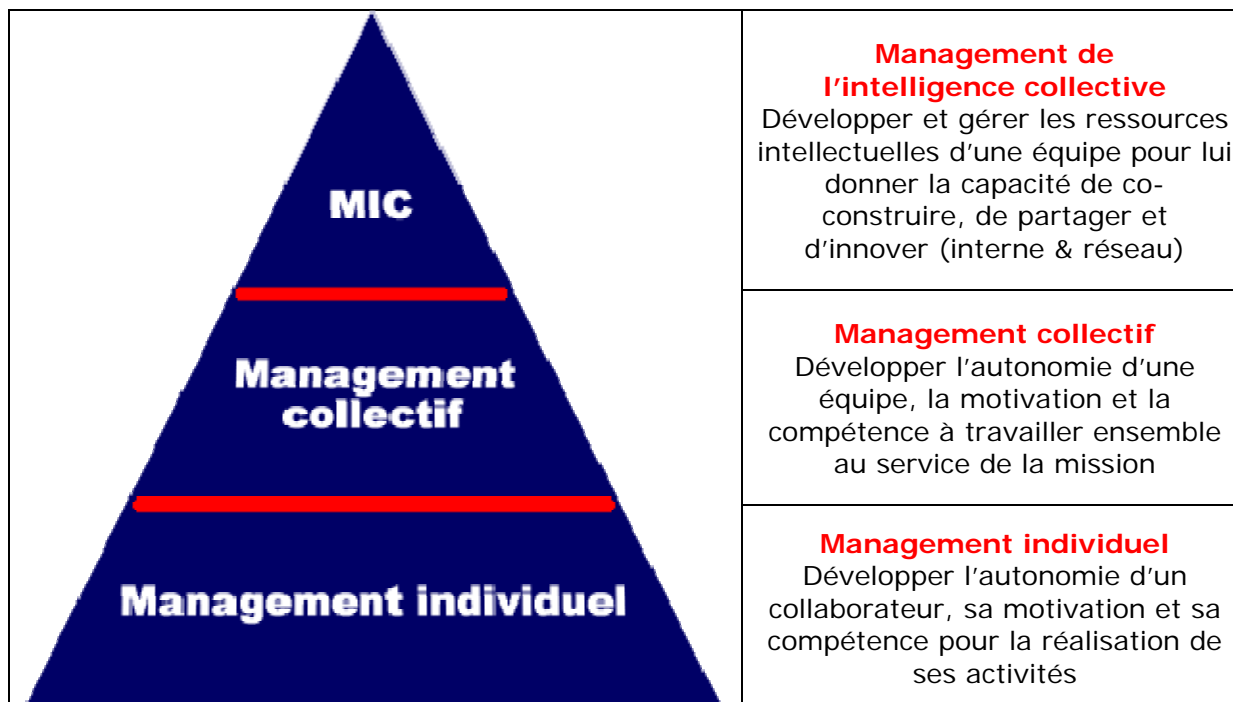 MIC
Management
collectif
Management individuel
Management de
l’intelligence collective
Développer et gérer les ressources
intellectuelles d’une équipe pour lui
donner la capacité de co-
construire, de partager et
d’innover (interne & réseau)
Management collectif
Développer l’autonomie d’une
équipe, la motivation et la
compétence à travailler ensemble
au service de la mission
Management individuel
Développer l’autonomie d’un
collaborateur, sa motivation et sa
compétence pour la réalisation de
ses activités